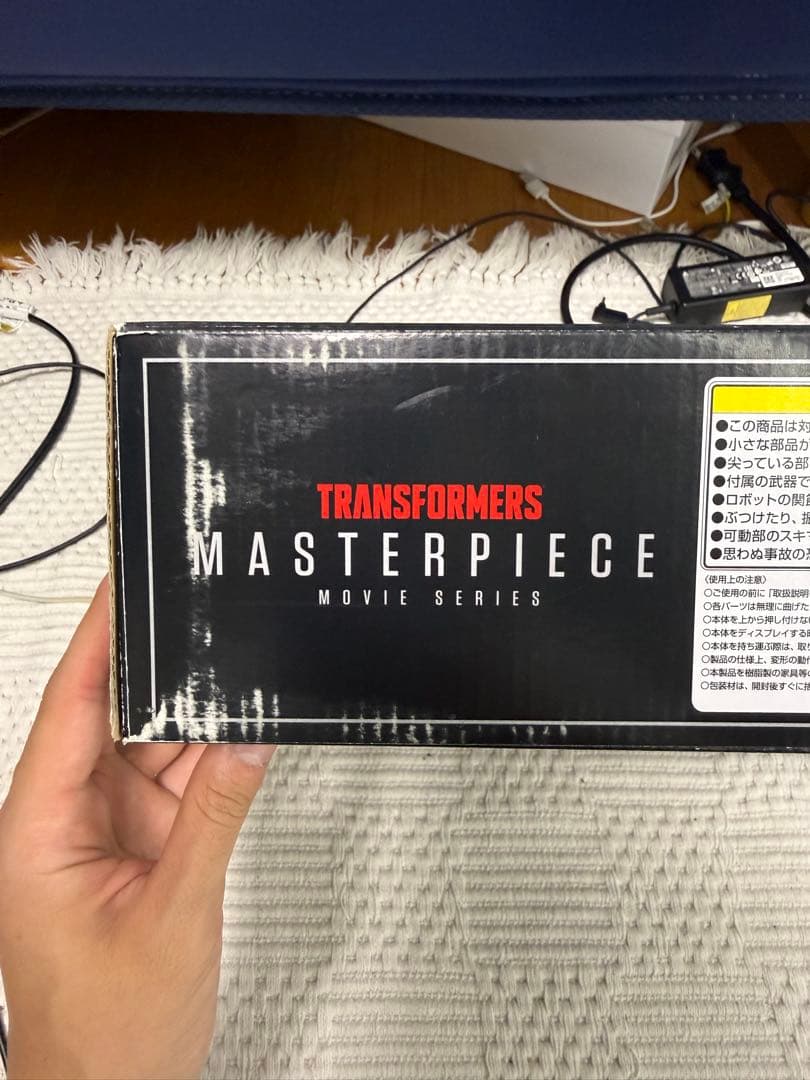 TRANSFORMERS
MASTERPIECE
MOVIE SERIES
●この商品は対
●小さな部品が
●尖っている部
●付属の武器で
●ロボットの関節
●ぶつけたり、振
●可動部のスキマ
●思わぬ事故の
〈使用上の注意〉
○ご使用の前に「取扱説明
○各パーツは無理に曲げた
○本体を上から押し付けない
○本体をディスプレイする
○本体を持ち運ぶ際は、取り
○製品の仕様上、変形の動作
○本製品を樹脂製の家具等の
○包装材は、開封後すぐに捨